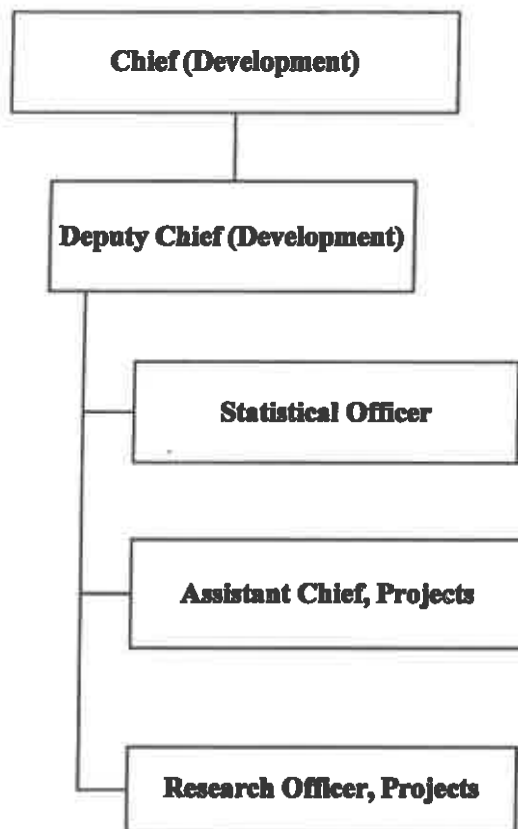 Chief (Development)
Deputy Chief (Development)
Statistical Officer
Assistant Chief, Projects
Research Officer, Projects